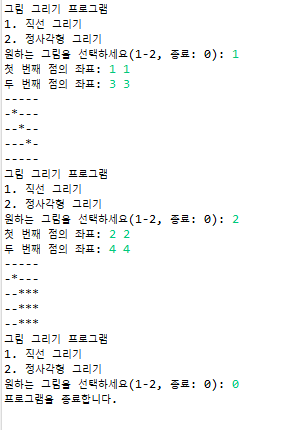 그림 그리기 프로그램
1. 직선 그리기
2. 정사각형 그리기
원하는 그림을 선택하세요(1-2, 종료: 0): 1
첫 번째 점의 좌표: 1 1
두 번째 점의 좌표: 3 3
-----
-*---
--*--
---*-
-----
그림 그리기 프로그램
1. 직선 그리기
2. 정사각형 그리기
원하는 그림을 선택하세요(1-2, 종료: 0): 2
첫 번째 점의 좌표: 2 2
두 번째 점의 좌표: 4 4
-----
-*---
--***
--***
--***
그림 그리기 프로그램
1. 직선 그리기
2. 정사각형 그리기
원하는 그림을 선택하세요(1-2, 종료: 0): 0
프로그램을 종료합니다.